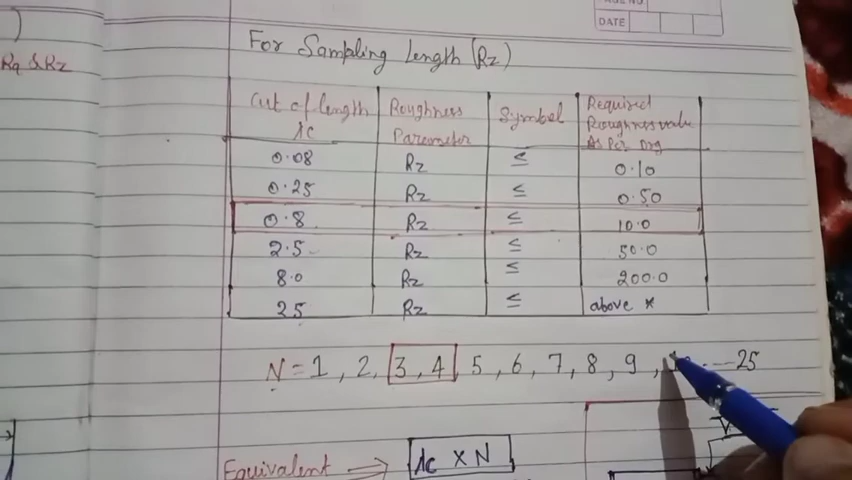 PAGE NO
DATE
)
Rq & Rz
For Sampling Length (Rz)
Cut of length λc | Roughness Parameter | Symbol | Required Roughness value As Per Drg
0.08 | Rz | ≤ | 0.10
0.25 | Rz | ≤ | 0.50
0.8 | Rz | ≤ | 10.0
2.5 | Rz | ≤ | 50.0
8.0 | Rz | ≤ | 200.0
25 | Rz | ≤ | above *
N = 1, 2, 3, 4, 5, 6, 7, 8, 9, ---25
Equivalent ⇒ λc × N